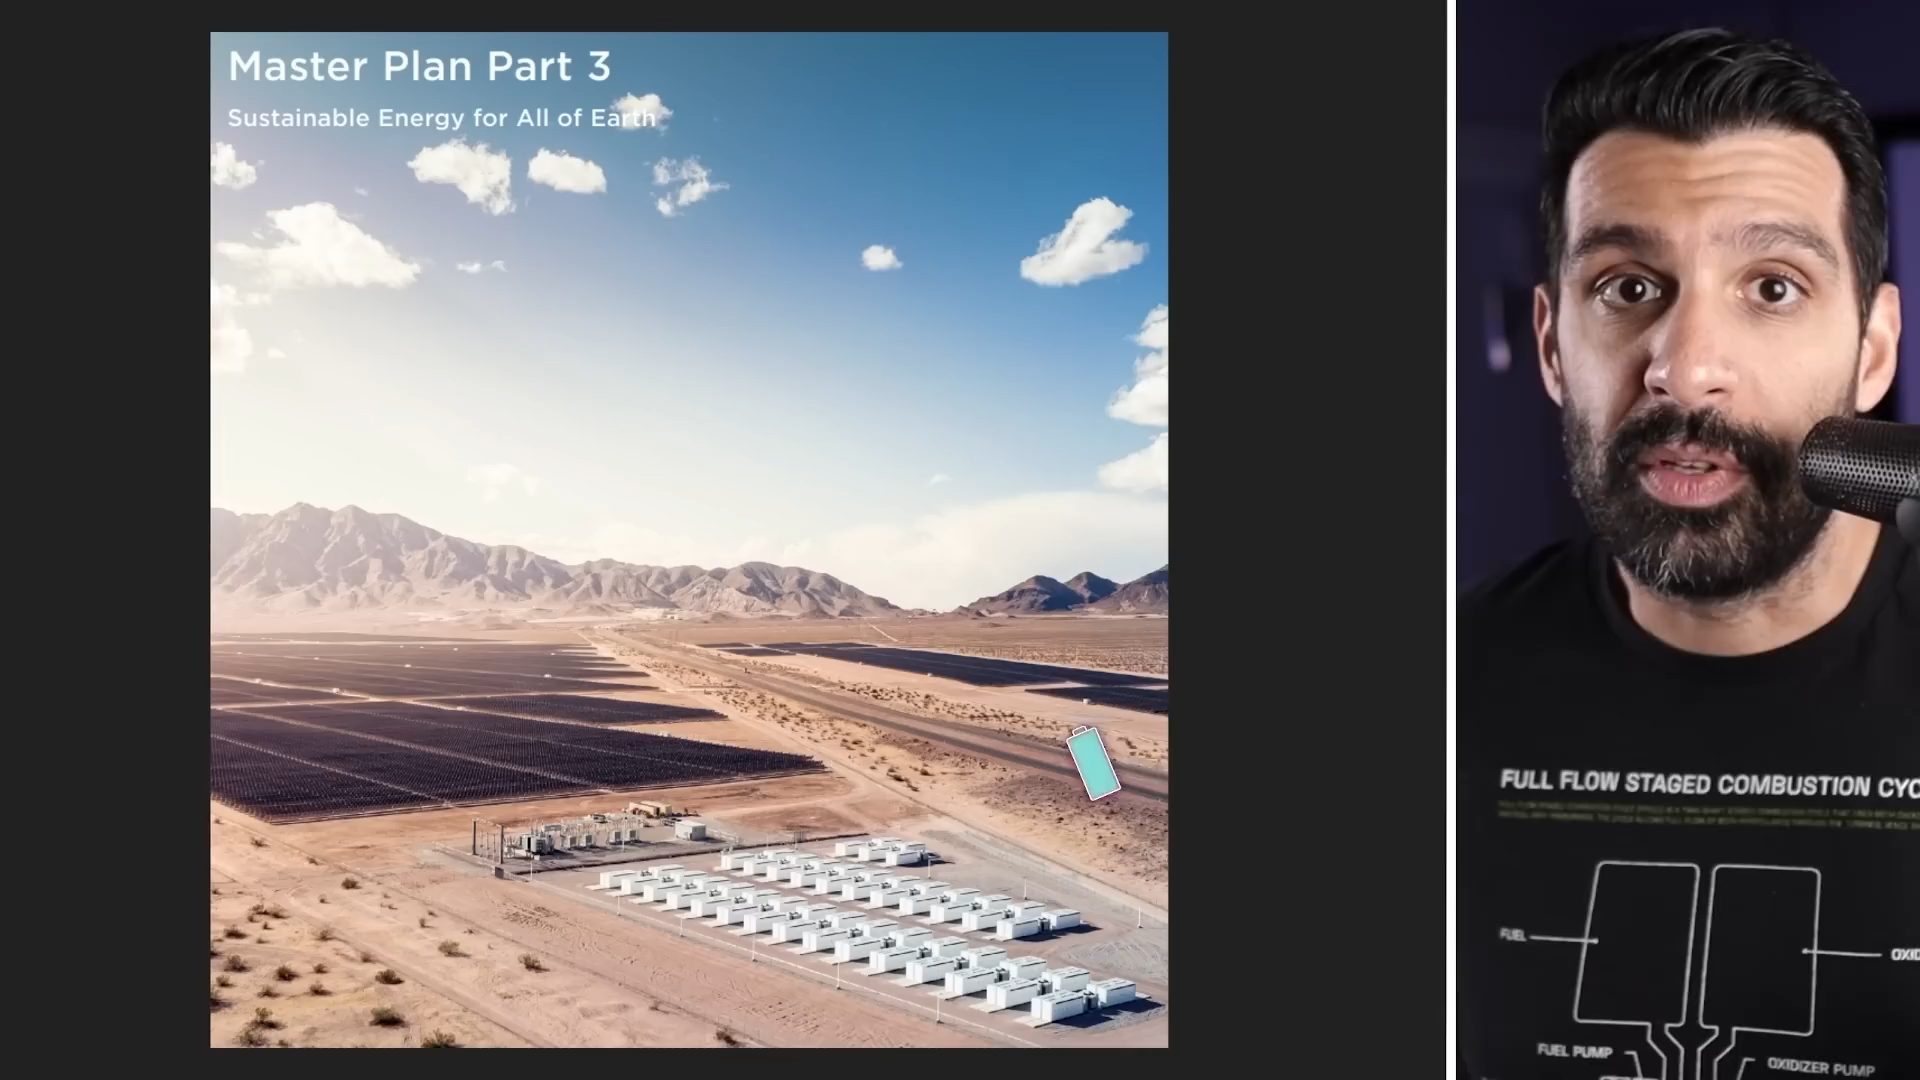 Master Plan Part 3
Sustainable Energy for All of Earth
FULL FLOW STAGED COMBUSTION CYC
FUEL
OXID
FUEL PUMP
OXIDIZER PUMP